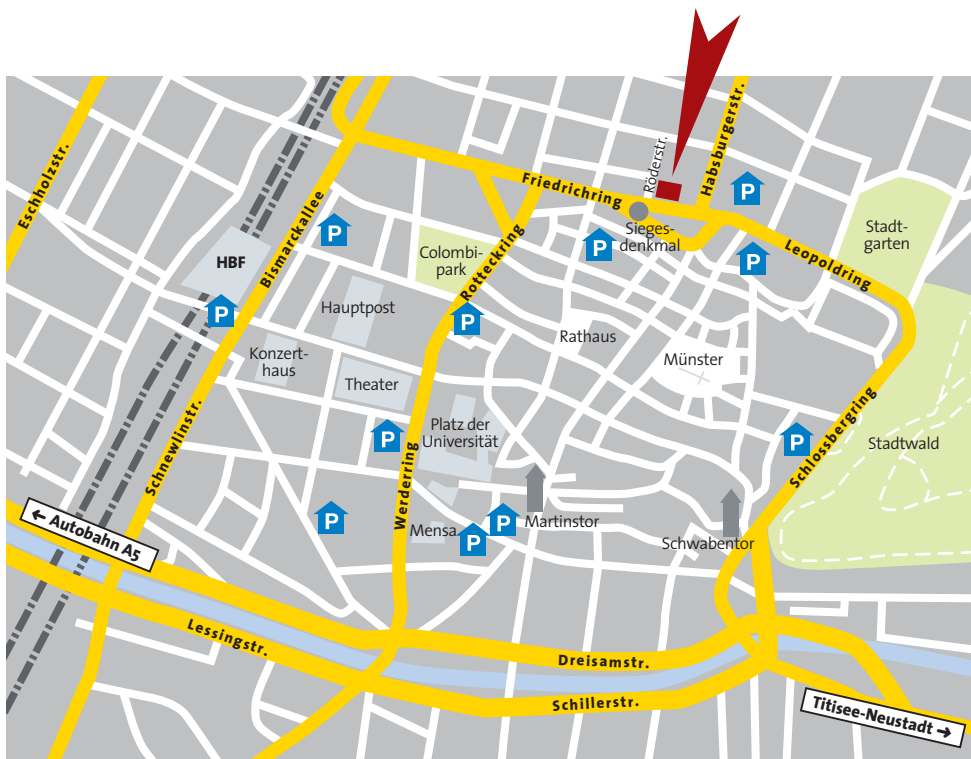 Habsburgerstr.
Röderstr.
Eschholzstr.
Friedrichring
P
Bismarckallee
P
Sieges-
denkmal
P
Stadt-
garten
HBF
Colombi-
park
Rotteckring
P
Leopoldring
P
Hauptpost
P
Rathaus
Konzert-
haus
Münster
Theater
Schnewlinstr.
P
Platz der
Universität
P
Schlossbergring
Stadtwald
Werderring
P
P
Martinstor
Mensa
P
Schwabentor
← Autobahn A5
Lessingstr.
Dreisamstr.
Schillerstr.
Titisee-Neustadt →